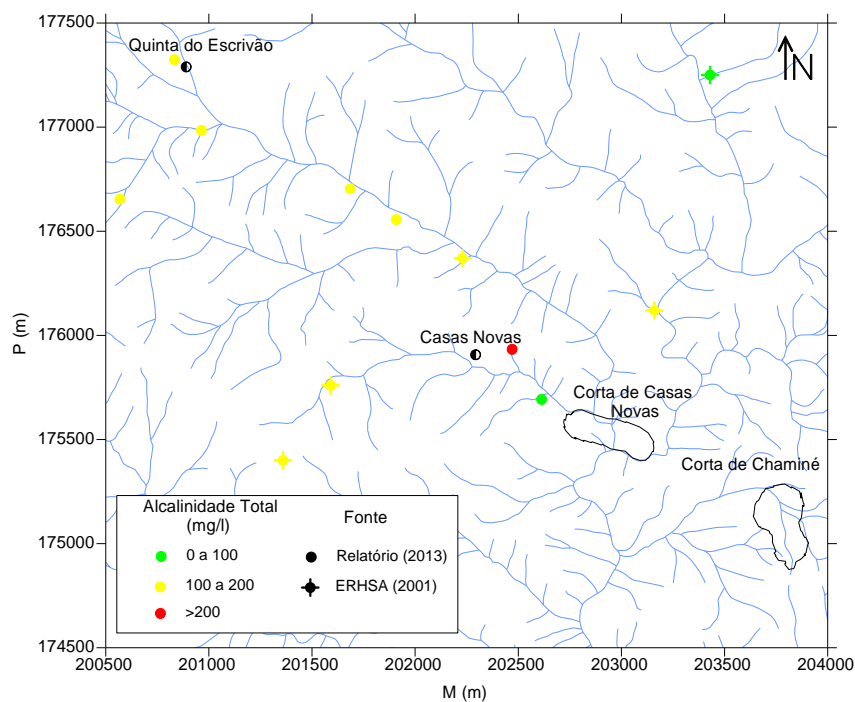 177500
177000
176500
176000
175500
175000
174500
P (m)
Quinta do Escrivão
N
Casas Novas
Corta de Casas
Novas
Corta de Chaminé
Alcalinidade Total
(mg/l)
Fonte
0 a 100
Relatório (2013)
100 a 200
ERHSA (2001)
>200
200500 201000 201500 202000 202500 203000 203500 204000
M (m)